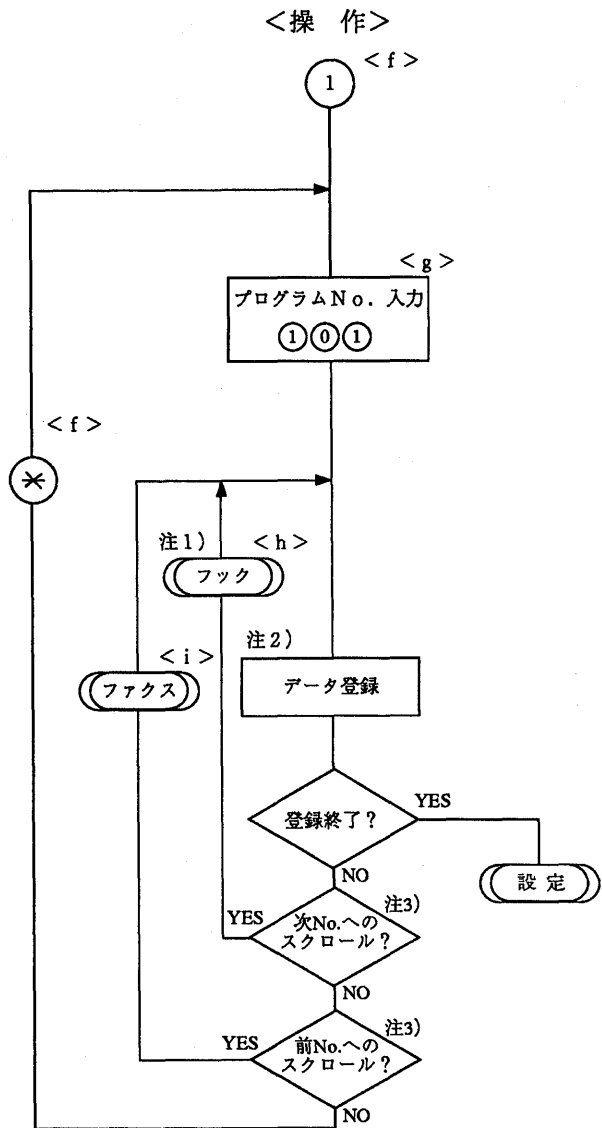 ＜操　作＞
＜f＞
1
＜g＞
プログラムNo. 入力
①⓪①
＜f＞
＊
注1）
＜h＞
フック
＜i＞
注2）
ファクス
データ登録
登録終了？
YES
設 定
NO
注3）
YES
次No.への
スクロール？
NO
注3）
YES
前No.への
スクロール？
NO